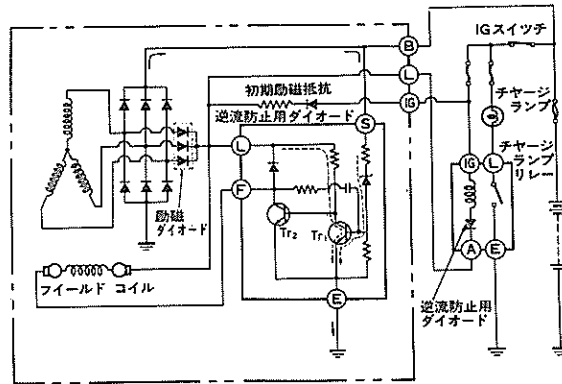 IGスイッチ
B
L
チャージ
ランプ
初期励磁抵抗
IG
逆流防止用ダイオード
S
チャージ
ランプ
リレー
L
IG
L
F
励磁
ダイオード
Tr2
Tr1
A
E
フイールド コイル
E
逆流防止用
ダイオード